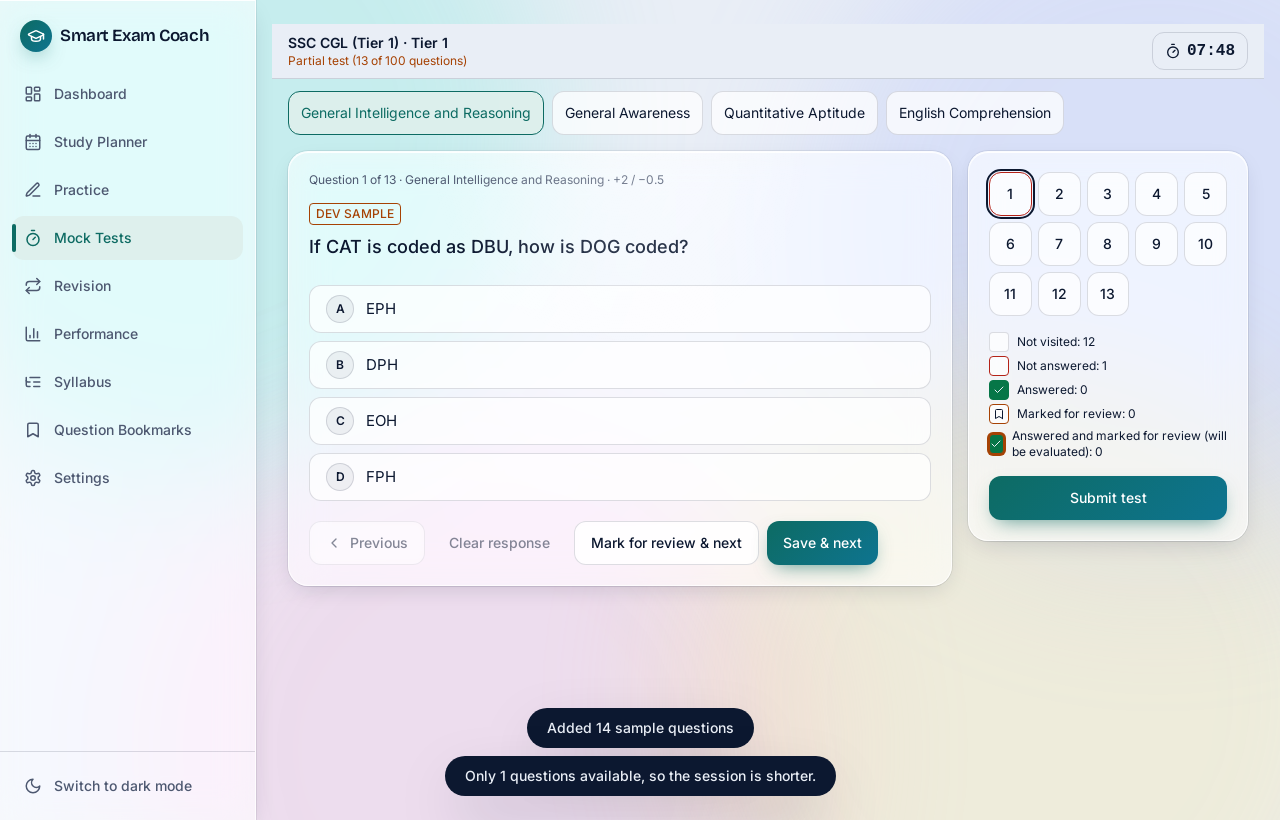 Smart Exam Coach
Dashboard
Study Planner
Practice
Mock Tests
Revision
Performance
Syllabus
Question Bookmarks
Settings
Switch to dark mode
SSC CGL (Tier 1) · Tier 1
Partial test (13 of 100 questions)
07:48
General Intelligence and Reasoning
General Awareness
Quantitative Aptitude
English Comprehension
Question 1 of 13 · General Intelligence and Reasoning · +2 / −0.5
DEV SAMPLE
If CAT is coded as DBU, how is DOG coded?
A EPH
B DPH
C EOH
D FPH
Previous
Clear response
Mark for review & next
Save & next
1 2 3 4 5
6 7 8 9 10
11 12 13
Not visited: 12
Not answered: 1
Answered: 0
Marked for review: 0
Answered and marked for review (will
be evaluated): 0
Submit test
Added 14 sample questions
Only 1 questions available, so the session is shorter.